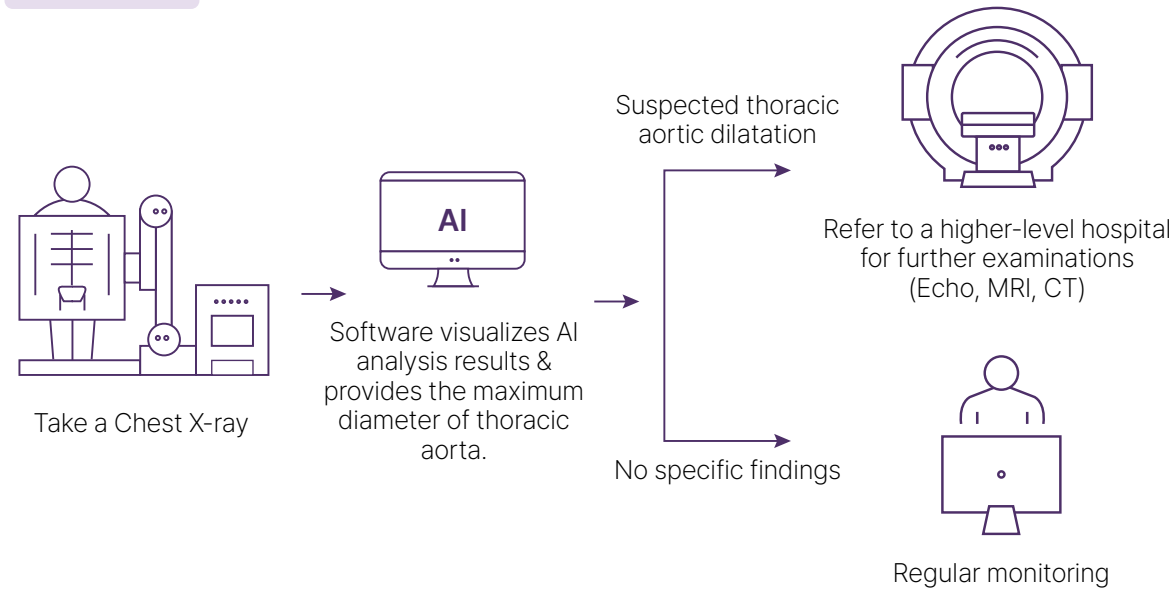 Take a Chest X-ray
AI
Software visualizes AI
analysis results &
provides the maximum
diameter of thoracic
aorta.
Suspected thoracic
aortic dilatation
Refer to a higher-level hospital
for further examinations
(Echo, MRI, CT)
No specific findings
Regular monitoring